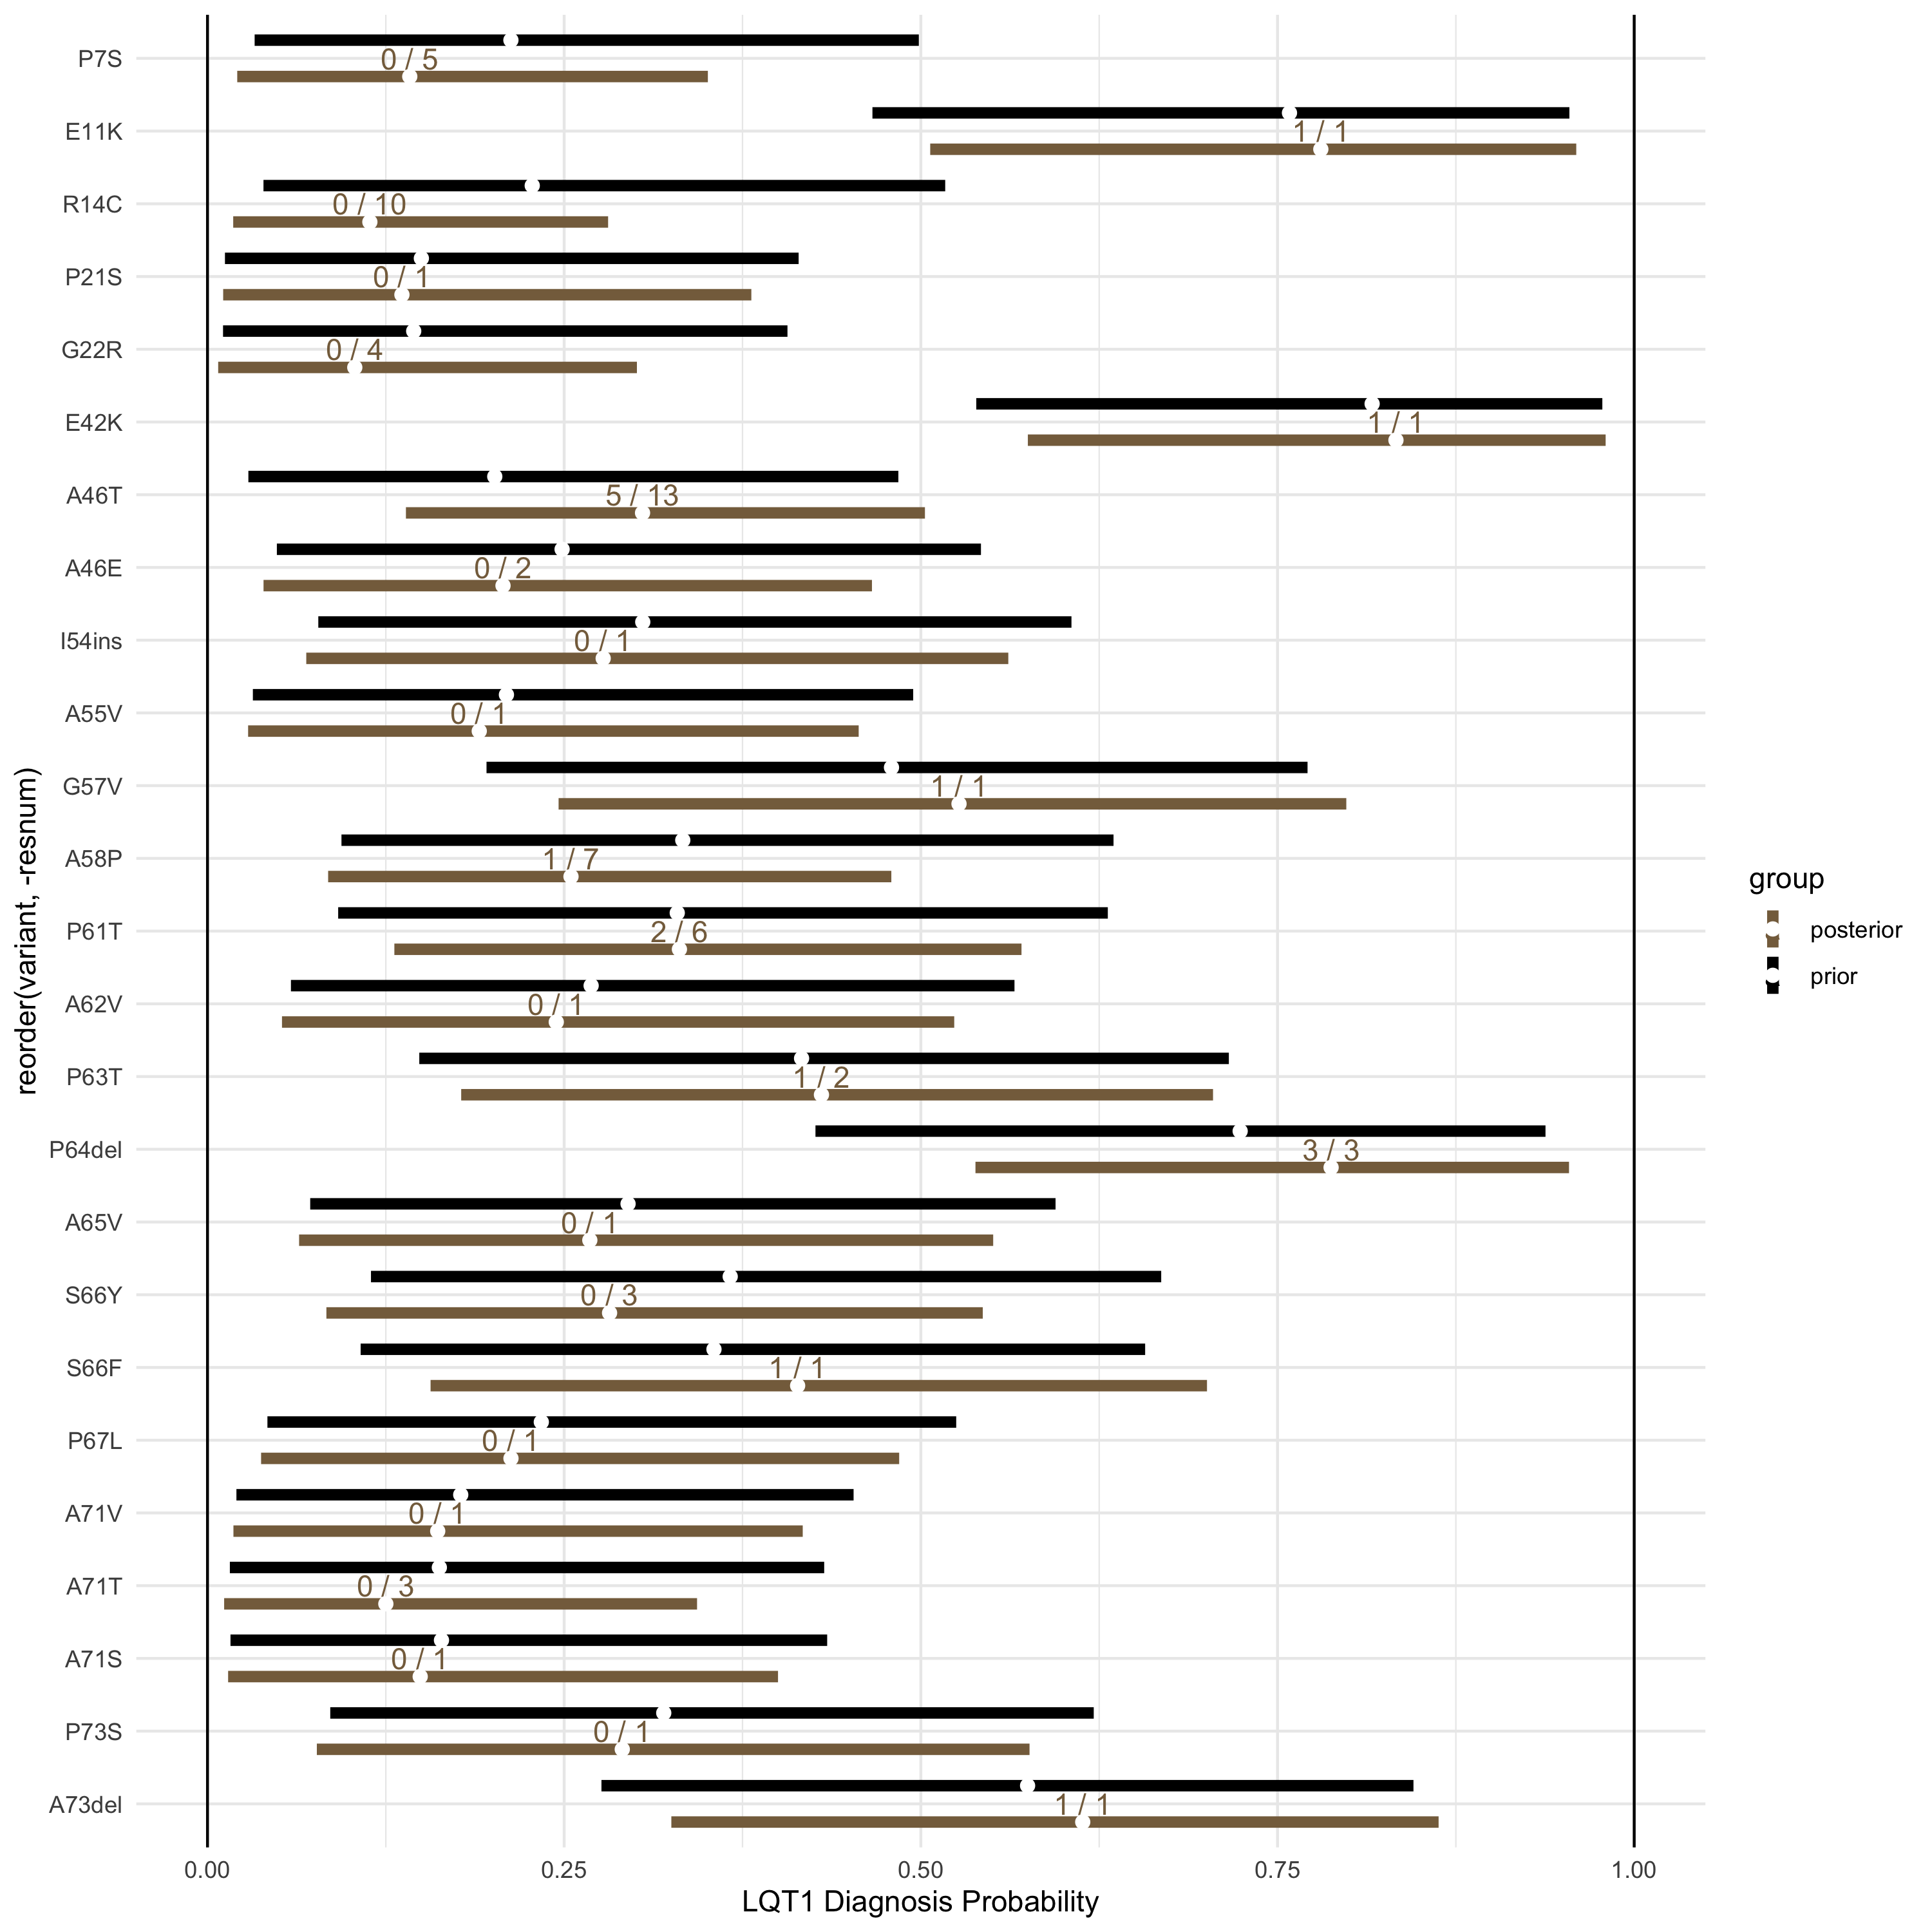 P7S
0 / 5
E11K
1 / 1
R14C
0 / 10
P21S
0 / 1
G22R
0 / 4
E42K
1 / 1
A46T
5 / 13
A46E
0 / 2
I54ins
0 / 1
A55V
0 / 1
G57V
1 / 1
A58P
1 / 7
P61T
2 / 6
A62V
0 / 1
P63T
1 / 2
P64del
3 / 3
A65V
0 / 1
S66Y
0 / 3
S66F
1 / 1
P67L
0 / 1
A71V
0 / 1
A71T
0 / 3
A71S
0 / 1
P73S
0 / 1
A73del
1 / 1
0.00 0.25 0.50 0.75 1.00
LQT1 Diagnosis Probability
reorder(variant, -resnum)
group
posterior
prior